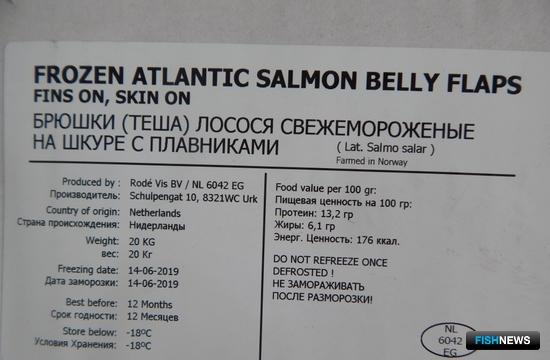 FROZEN ATLANTIC SALMON BELLY FLAPS
FINS ON, SKIN ON
БРЮШКИ (ТЕША) ЛОСОСЯ СВЕЖЕМОРОЖЕНЫЕ
НА ШКУРЕ С ПЛАВНИКАМИ ( Lat. Salmo salar )
Farmed in Norway
Produced by : Rodé Vis BV / NL 6042 EG
Производитель: Schulpengat 10, 8321WC Urk
Country of origin: Netherlands
Страна происхождения: Нидерланды
Weight: 20 KG
вес: 20 Кг
Freezing date: 14-06-2019
Дата заморозки: 14-06-2019
Best before: 12 Months
Срок годности: 12 Месяцев
Store below: -18ºC
Условия Хранения: -18ºC
Food value per 100 gr:
Пищевая ценность на 100 гр:
Протеин: 13,2 гр
Жиры: 6,1 гр
Энерг. Ценность: 176 ккал.
DO NOT REFREEZE ONCE
DEFROSTED !
НЕ ЗАМОРАЖИВАТЬ
ПОСЛЕ РАЗМОРОЗКИ!
NL
6042
EG
FISHNEWS